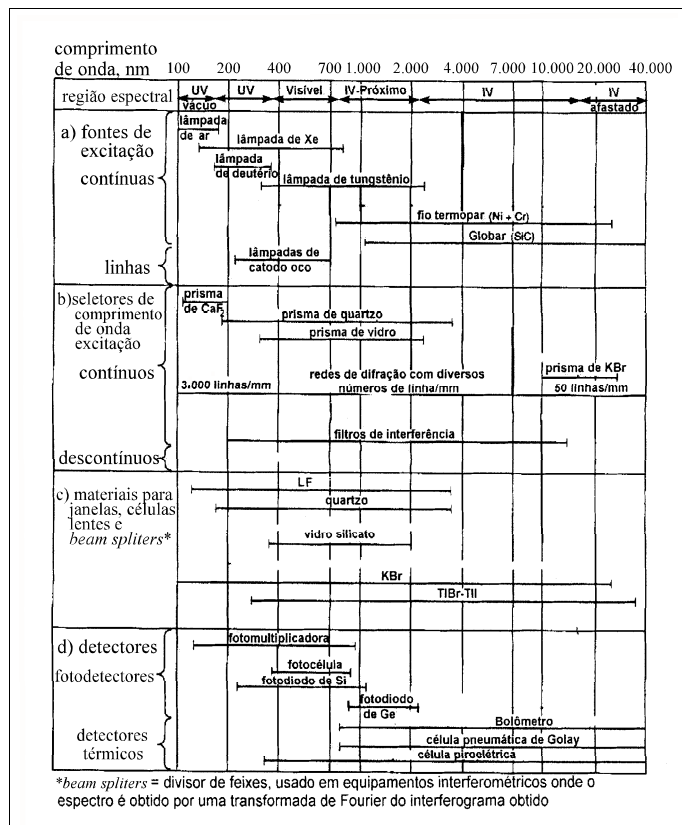 comprimento
de onda, nm 100 200 400 700 1.000 2.000 4.000 7.000 10.000 20.000 40.000
região espectral UV UV Visível IV-Próximo IV IV
vácuo afastado
a) fontes de
excitação
contínuas
linhas
lâmpada
de ar
lâmpada de Xe
lâmpada
de deutério
lâmpada de tungstênio
fio termopar (Ni + Cr)
Globar (SiC)
lâmpadas de
catodo oco
b) seletores de
comprimento
de onda
excitação
contínuos
descontínuos
prisma
de CaF2
prisma de quartzo
prisma de vidro
prisma de KBr
redes de difração com diversos
3.000 linhas/mm números de linha/mm 50 linhas/mm
filtros de interferência
c) materiais para
janelas, células
lentes e
beam spliters*
LF
quartzo
vidro silicato
KBr
TlBr-TlI
d) detectores
fotodetectores
detectores
térmicos
fotomultiplicadora
fotocélula
fotodiodo de Si
fotodiodo
de Ge
Bolômetro
célula pneumática de Golay
célula piroelétrica
*beam spliters = divisor de feixes, usado em equipamentos interferométricos onde o
espectro é obtido por uma transformada de Fourier do interferograma obtido